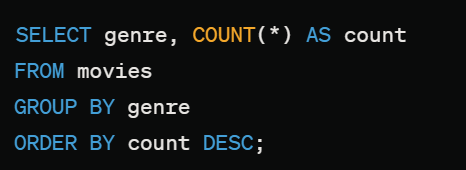 SELECT genre, COUNT(*) AS count
FROM movies
GROUP BY genre
ORDER BY count DESC;